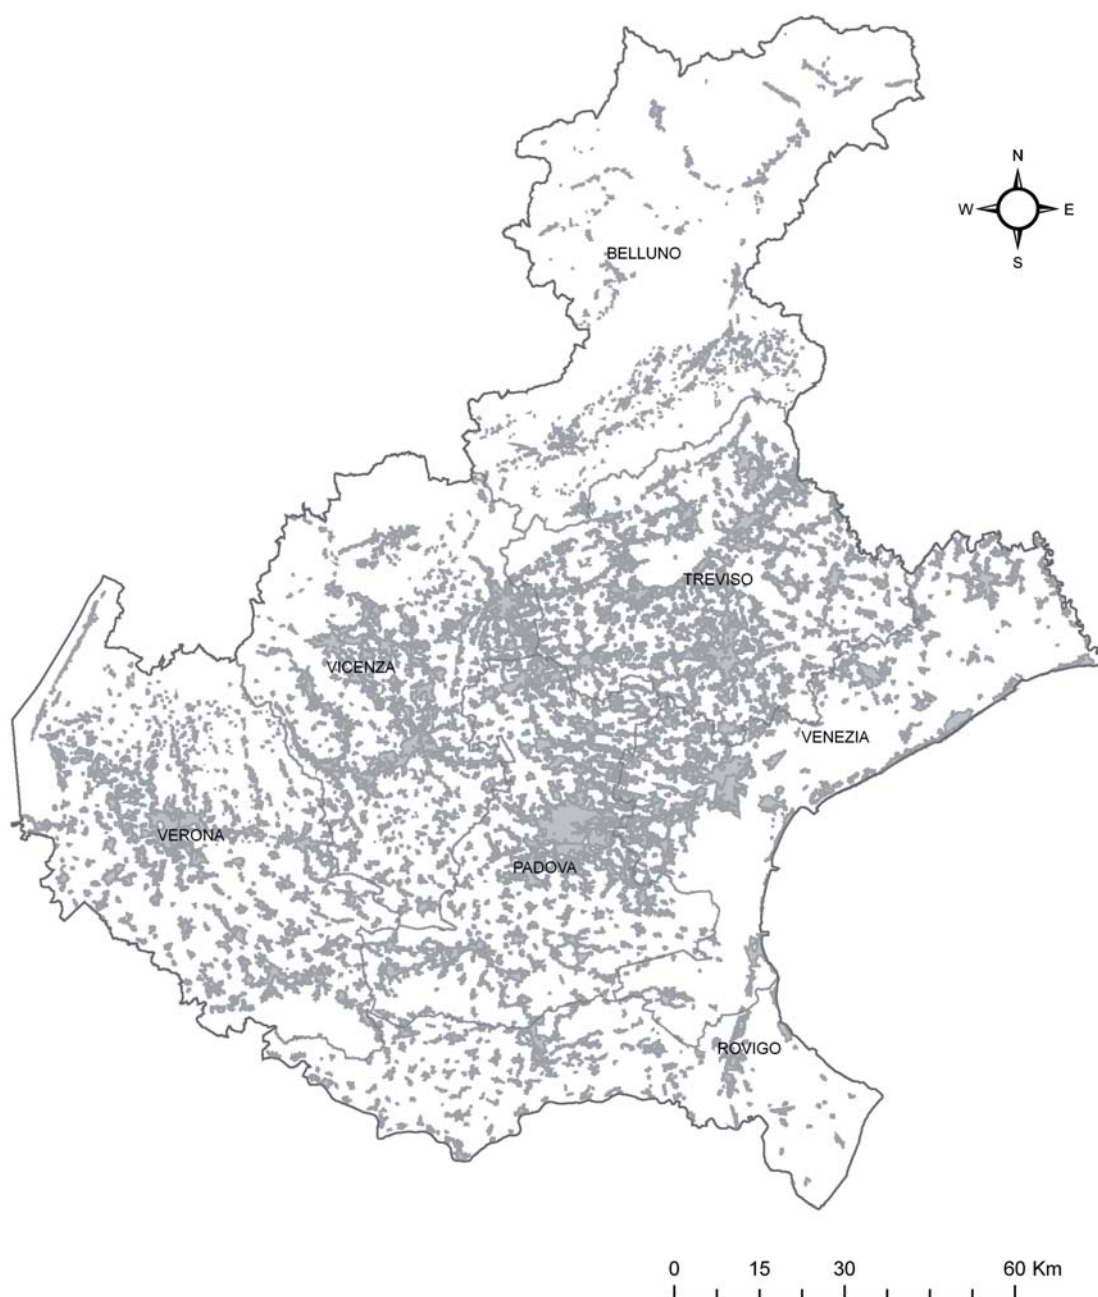 N
W E
S
BELLUNO
TREVISO
VICENZA
VENEZIA
VERONA
PADOVA
ROVIGO
0 15 30 60 Km